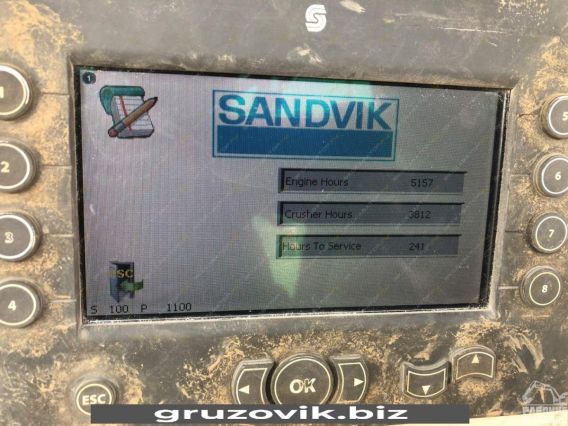 S
SANDVIK
Engine Hours 5157
Crusher Hours 3812
Hours To Service 241
ESC
S 100 P 1100
1
2
3
4
5
6
7
8
ESC
OK
gruzovik.biz